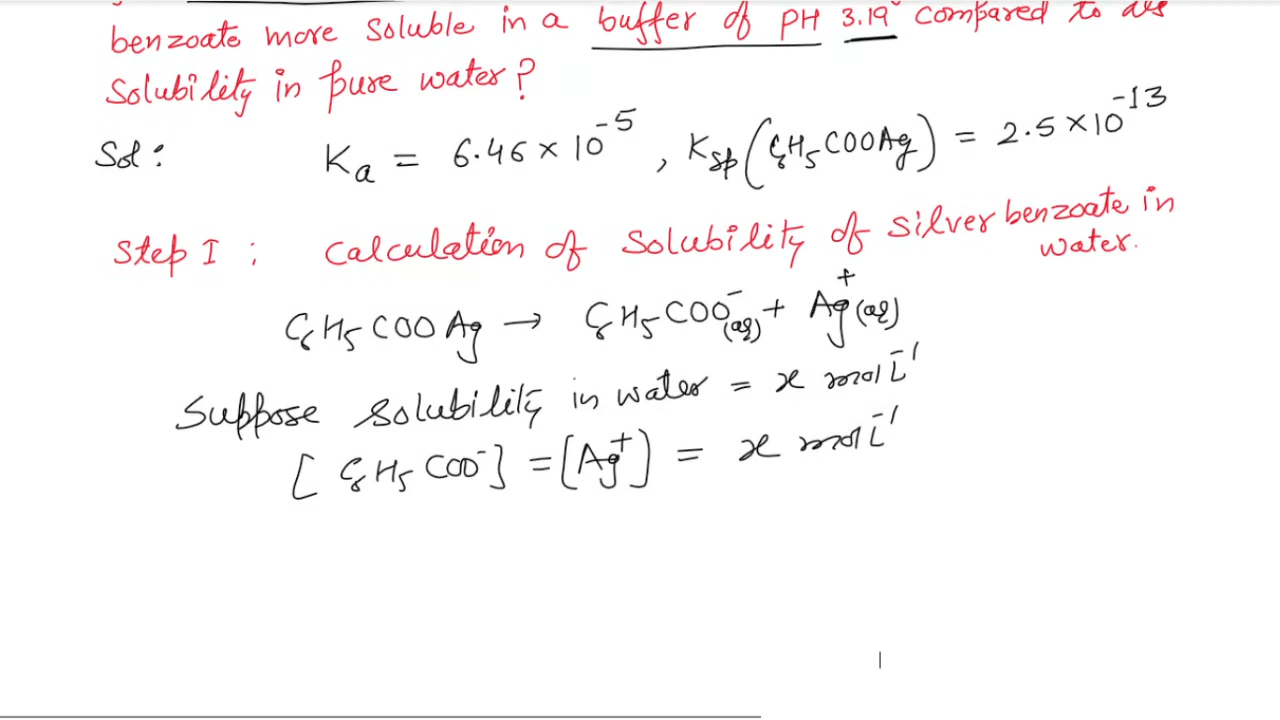 benzoate more soluble in a buffer of pH 3.19 compared to its
solubility in pure water?
Sol: Ka = 6.46 × 10⁻⁵, Ksp (C₆H₅COOAg) = 2.5 × 10⁻¹³
Step I : Calculation of Solubility of silver benzoate in
water.
C₆H₅COOAg → C₆H₅COO⁻(aq) + Ag⁺(aq)
Suppose solubility in water = x mol L⁻¹
[C₆H₅COO⁻] = [Ag⁺] = x mol L⁻¹